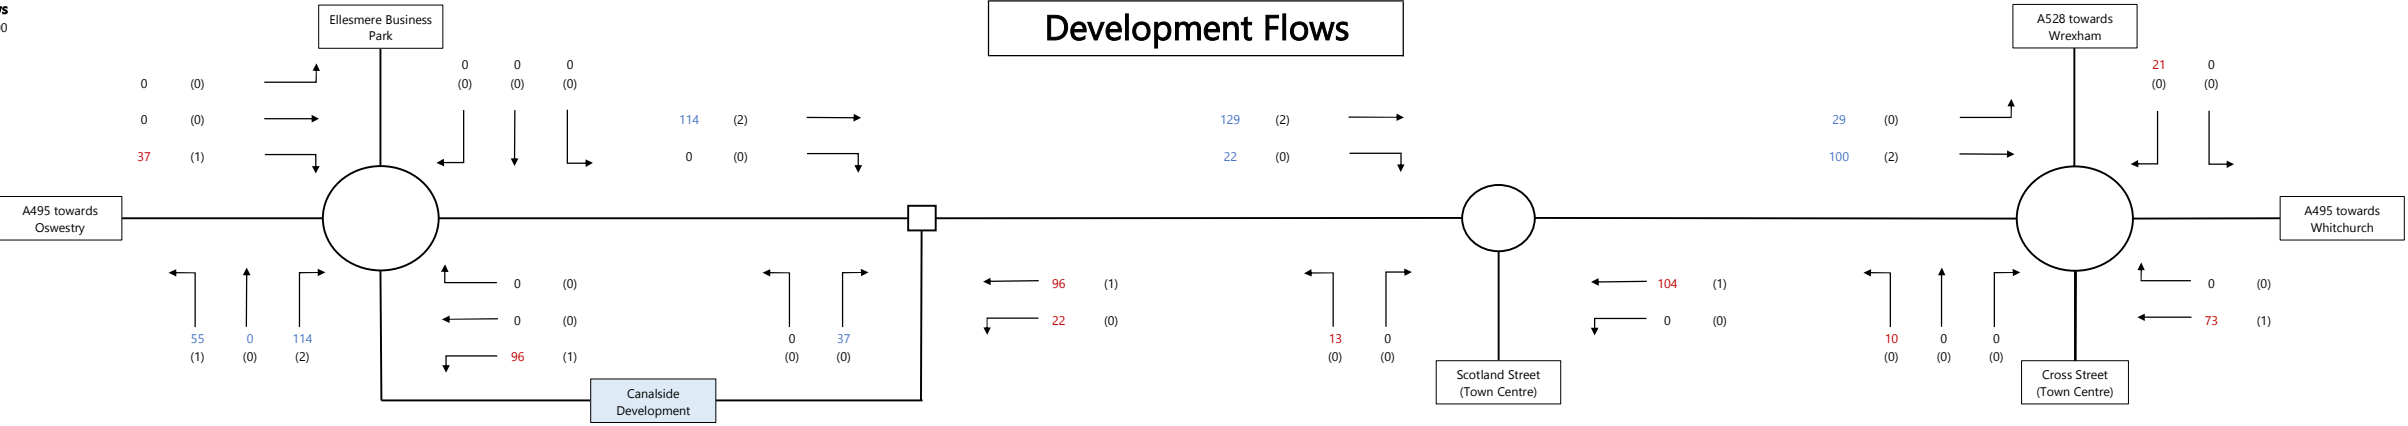 ws
00
Development Flows
Ellesmere Business
Park
A528 towards
Wrexham
0 (0)
0 (0)
37 (1)
0 0 0
(0) (0) (0)
114 (2)
0 (0)
129 (2)
22 (0)
29 (0)
100 (2)
21 0
(0) (0)
A495 towards
Oswestry
A495 towards
Whitchurch
55 0 114
(1) (0) (2)
0 (0)
0 (0)
96 (1)
0 37
(0) (0)
96 (1)
22 (0)
13 0
(0) (0)
104 (1)
0 (0)
10 0 0
(0) (0) (0)
0 (0)
73 (1)
Canalside
Development
Scotland Street
(Town Centre)
Cross Street
(Town Centre)